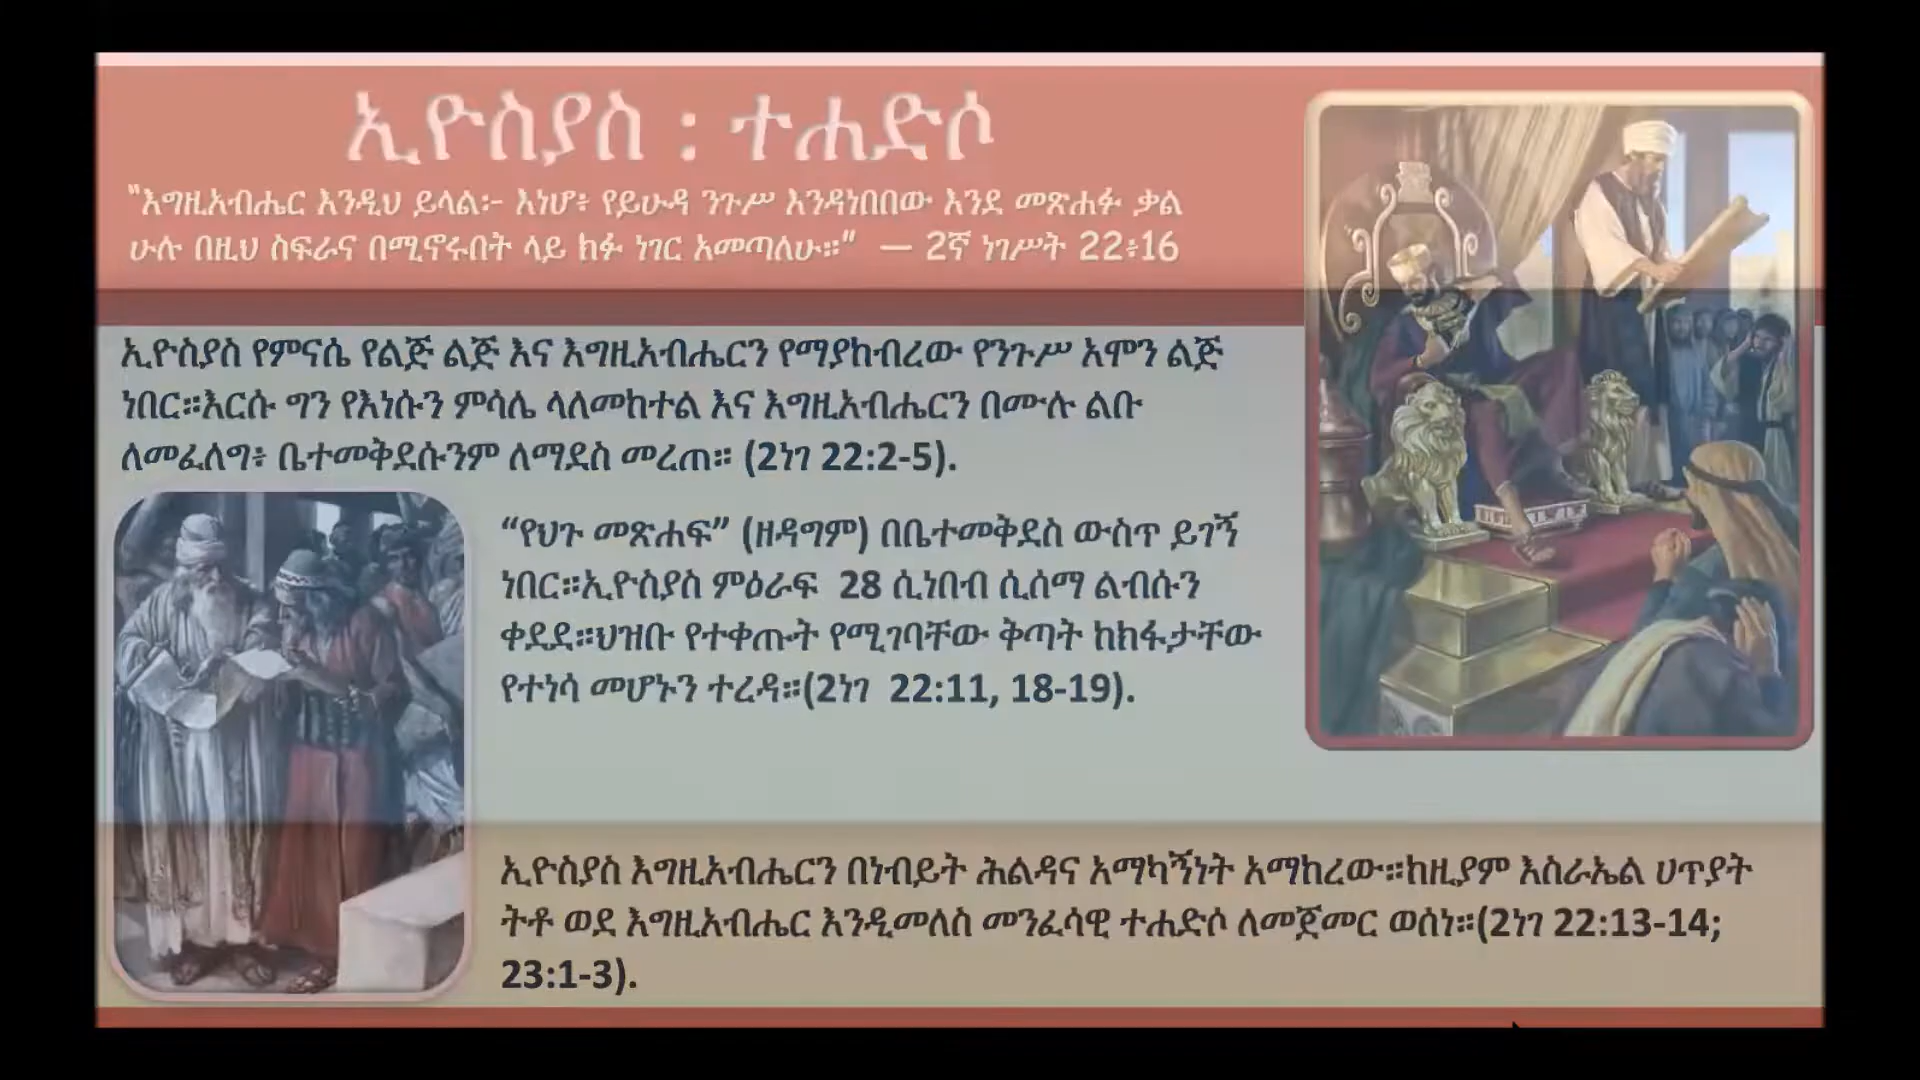 ኢዮስያስ : ተሐድሶ
"እግዚአብሔር እንዲህ ይላል፦ እነሆ፥ የይሁዳ ንጉሥ እንዳነበበው እንደ መጽሐፉ ቃል
ሁሉ በዚህ ስፍራና በሚኖሩበት ላይ ክፉ ነገር አመጣለሁ።” — 2ኛ ነገሥት 22፥16
ኢዮስያስ የምናሴ የልጅ ልጅ እና እግዚአብሔርን የማያከብረው የንጉሥ አሞን ልጅ
ነበር።እርሱ ግን የእነሱን ምሳሌ ላለመከተል እና እግዚአብሔርን በሙሉ ልቡ
ለመፈለግ፥ ቤተመቅደሱንም ለማደስ መረጠ። (2ነገ 22:2-5).
“የህጉ መጽሐፍ” (ዘዳግም) በቤተመቅደስ ውስጥ ይገኝ
ነበር።ኢዮስያስ ምዕራፍ 28 ሲነበብ ሲሰማ ልብሱን
ቀደደ።ህዝቡ የተቀጡት የሚገባቸው ቅጣት ከክፋታቸው
የተነሳ መሆኑን ተረዳ።(2ነገ 22:11, 18-19).
ኢዮስያስ እግዚአብሔርን በነብይት ሕልዳና አማካኝነት አማከረው።ከዚያም እስራኤል ሀጥያት
ትቶ ወደ እግዚአብሔር እንዲመለስ መንፈሳዊ ተሐድሶ ለመጀመር ወሰነ።(2ነገ 22:13-14;
23:1-3).